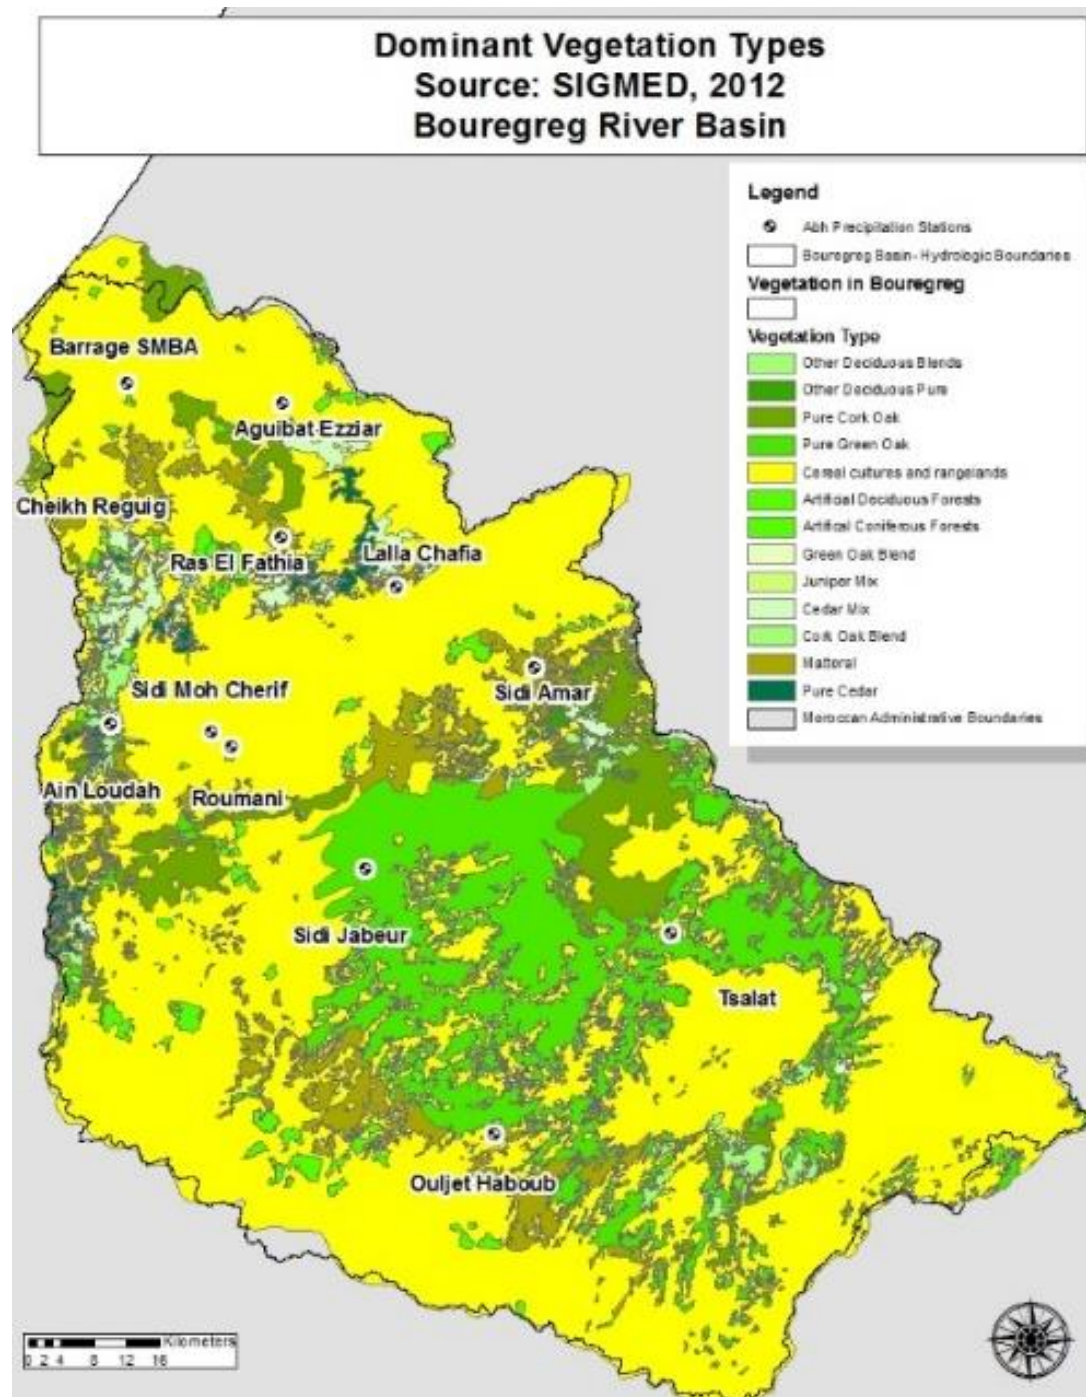 Dominant Vegetation Types
Source: SIGMED, 2012
Bouregreg River Basin
Legend
Abh Precipitation Stations
Bouregreg Basin- Hydrologic Boundaries
Vegetation in Bouregreg
Vegetation Type
Other Deciduous Blends
Other Deciduous Pure
Pure Cork Oak
Pure Green Oak
Cereal cultures and rangelands
Artificial Deciduous Forests
Artifical Coniferous Forests
Green Oak Blend
Juniper Mix
Cedar Mix
Cork Oak Blend
Mattoral
Pure Cedar
Moroccan Administrative Boundaries
Barrage SMBA
Aguibat Ezziar
Cheikh Reguig
Ras El Fathia
Lalla Chafia
Sidi Moh Cherif
Sidi Amar
Ain Loudah
Roumani
Sidi Jabeur
Tsalat
Ouljet Haboub
Kilometers
0 2 4 8 12 16